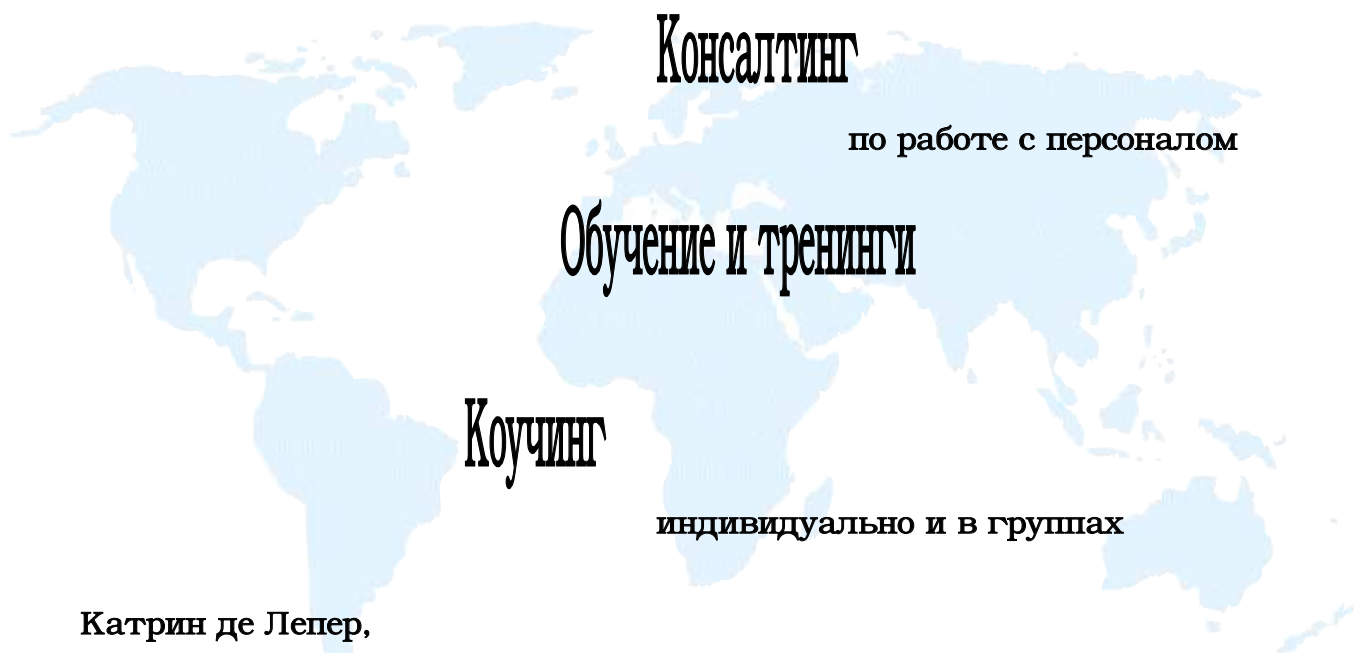 Консалтинг
по работе с персоналом
Обучение и тренинги
Коучинг
индивидуально и в группах
Катрин де Лепер,